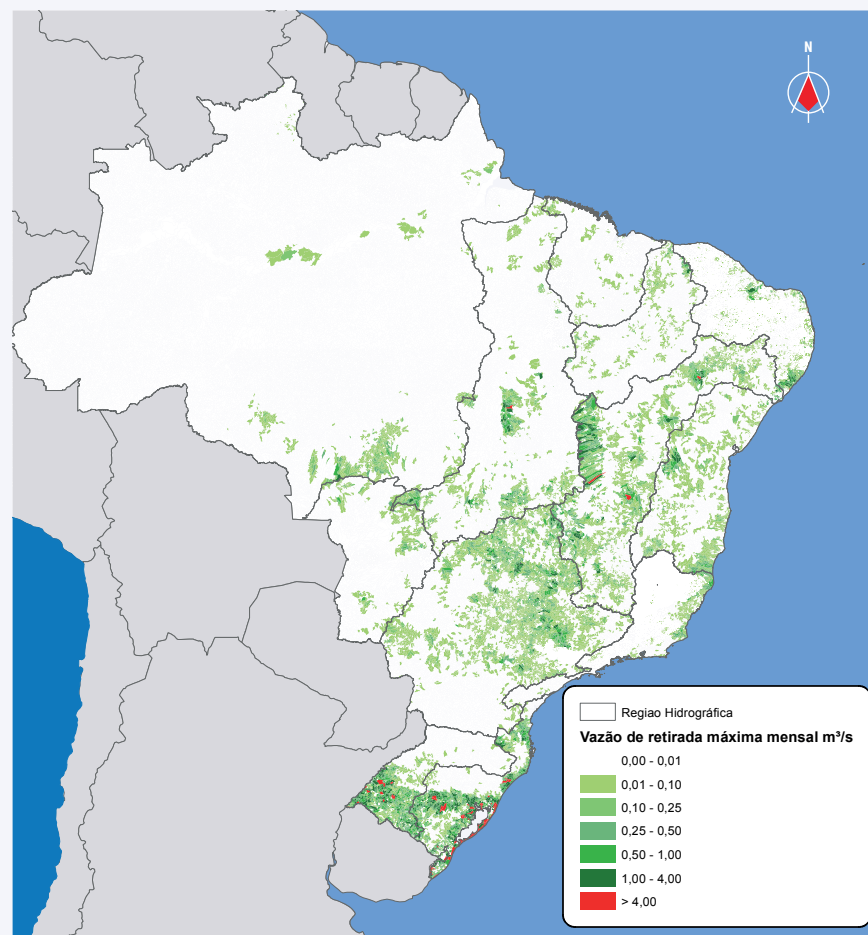 N
Regiao Hidrográfica
Vazão de retirada máxima mensal m³/s
0,00 - 0,01
0,01 - 0,10
0,10 - 0,25
0,25 - 0,50
0,50 - 1,00
1,00 - 4,00
> 4,00